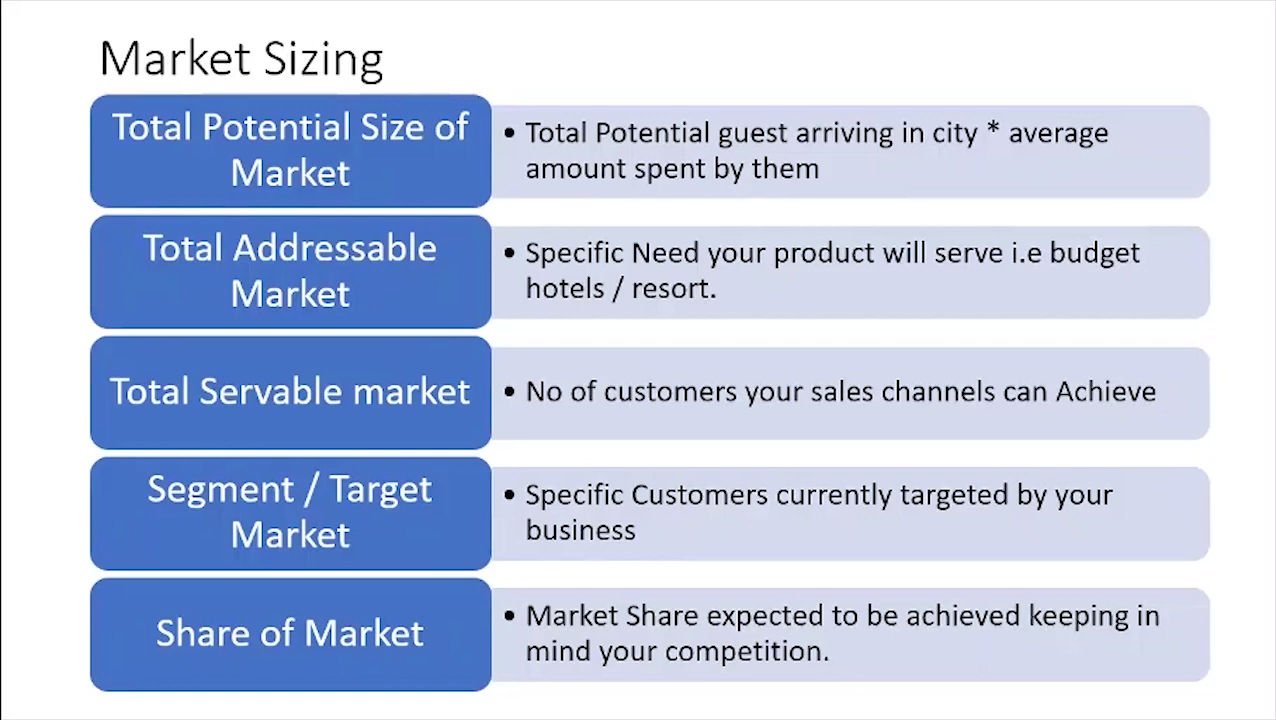 Market Sizing
Total Potential Size of
Market
• Total Potential guest arriving in city * average
amount spent by them
Total Addressable
Market
• Specific Need your product will serve i.e budget
hotels / resort.
Total Servable market
• No of customers your sales channels can Achieve
Segment / Target
Market
• Specific Customers currently targeted by your
business
Share of Market
• Market Share expected to be achieved keeping in
mind your competition.